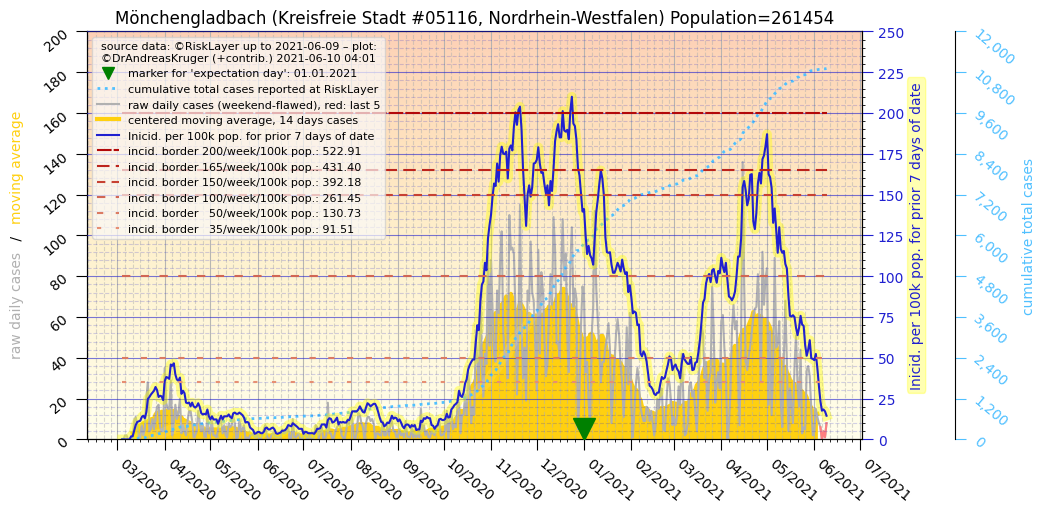 Mönchengladbach (Kreisfreie Stadt #05116, Nordrhein-Westfalen) Population=261454
source data: ©RiskLayer up to 2021-06-09 – plot:
©DrAndreasKruger (+contrib.) 2021-06-10 04:01
marker for 'expectation day': 01.01.2021
cumulative total cases reported at RiskLayer
raw daily cases (weekend-flawed), red: last 5
centered moving average, 14 days cases
Inicid. per 100k pop. for prior 7 days of date
incid. border 200/week/100k pop.: 522.91
incid. border 165/week/100k pop.: 431.40
incid. border 150/week/100k pop.: 392.18
incid. border 100/week/100k pop.: 261.45
incid. border   50/week/100k pop.: 130.73
incid. border   35/week/100k pop.: 91.51
raw daily cases / moving average
200
180
160
140
120
100
80
60
40
20
0
03/2020
04/2020
05/2020
06/2020
07/2020
08/2020
09/2020
10/2020
11/2020
12/2020
01/2021
02/2021
03/2021
04/2021
05/2021
06/2021
07/2021
250
225
200
175
150
125
100
75
50
25
0
Inicid. per 100k pop. for prior 7 days of date
12,000
10,800
9,600
8,400
7,200
6,000
4,800
3,600
2,400
1,200
0
cumulative total cases